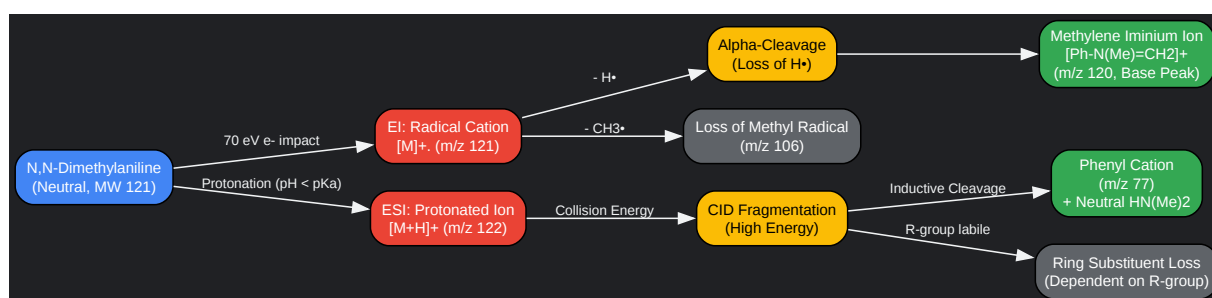 N,N-Dimethylaniline
(Neutral, MW 121)
70 eV e- impact
Protonation (pH < pKa)
EI: Radical Cation
[M]+. (m/z 121)
ESI: Protonated Ion
[M+H]+ (m/z 122)
- H•
- CH3•
Collision Energy
Alpha-Cleavage
(Loss of H•)
Loss of Methyl Radical
(m/z 106)
CID Fragmentation
(High Energy)
Inductive Cleavage
R-group labile
Methylene Iminium Ion
[Ph-N(Me)=CH2]+
(m/z 120, Base Peak)
Phenyl Cation
(m/z 77)
+ Neutral HN(Me)2
Ring Substituent Loss
(Dependent on R-group)